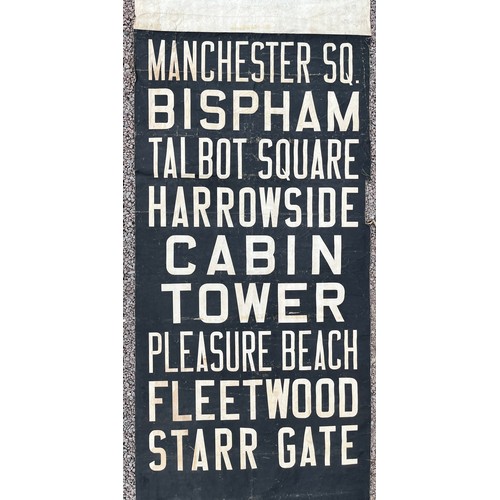 MANCHESTER SQ.
BISPHAM
TALBOT SQUARE
HARROWSIDE
CABIN
TOWER
PLEASURE BEACH
FLEETWOOD
STARR GATE